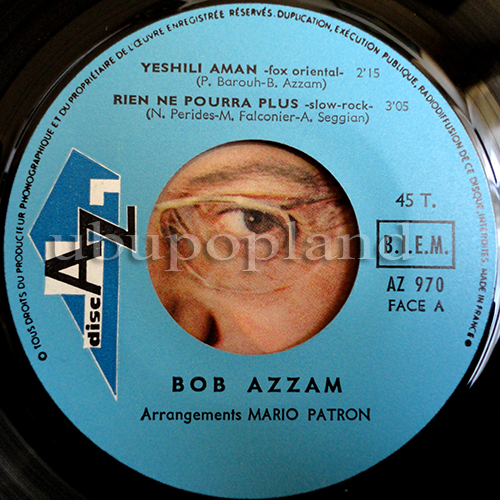 TOUS DROITS DU PRODUCTEUR PHONOGRAPHIQUE ET DU PROPRIÉTAIRE DE L'ŒUVRE ENREGISTRÉE RÉSERVÉS. DUPLICATION, EXÉCUTION PUBLIQUE, RADIODIFFUSION DE CE DISQUE INTERDITES. MADE IN FRANCE
YESHILI AMAN -fox oriental- 2'15
(P. Barouh-B. Azzam)
RIEN NE POURRA PLUS -slow-rock- 3'05
(N. Perides-M. Falconier-A. Seggian)
45 T.
ubupopland
B.I.E.M.
disc AZ
AZ 970
FACE A
BOB AZZAM
Arrangements MARIO PATRON